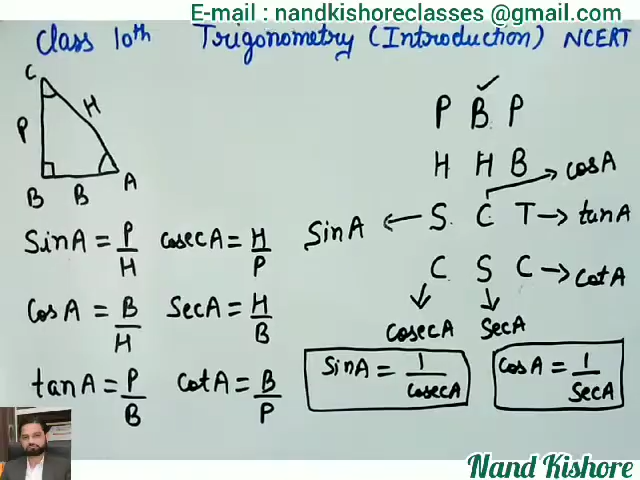 E-mail : nandkishoreclasses @gmail.com
Class 10th Trigonometry (Introduction) NCERT
C
P H
B B A
P B P
H H B
cosA
SinA ← S. C T → tanA
C S C → cotA
cosecA SecA
SinA = P/H cosecA = H/P
CosA = B/H SecA = H/B
tanA = P/B cotA = B/P
SinA = 1/cosecA
CosA = 1/SecA
Nand Kishore